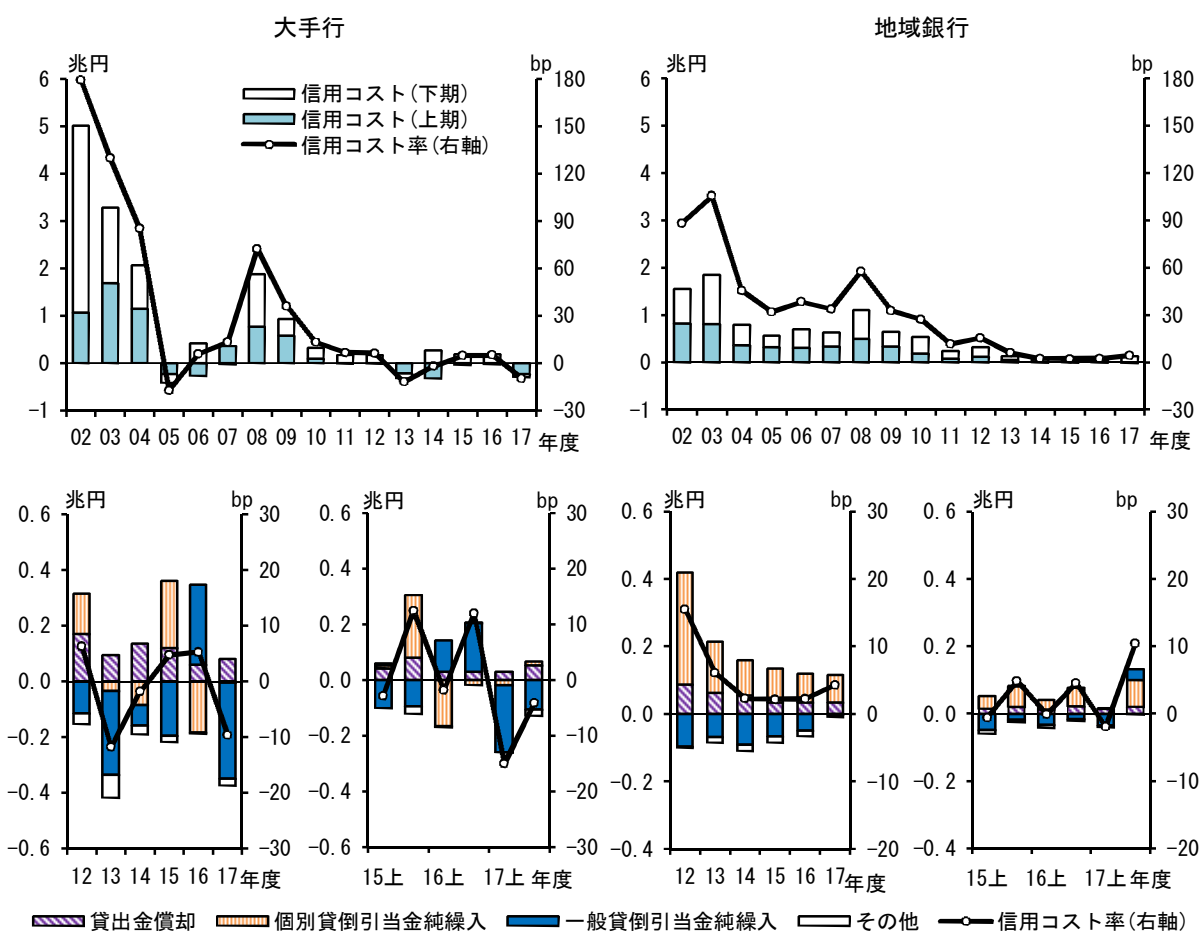 大手行
兆円 bp
6 180
5 150
4 120
3 90
2 60
1 30
0 0
-1 -30
信用コスト(下期)
信用コスト(上期)
信用コスト率(右軸)
02 03 04 05 06 07 08 09 10 11 12 13 14 15 16 17 年度
地域銀行
兆円 bp
6 180
5 150
4 120
3 90
2 60
1 30
0 0
-1 -30
02 03 04 05 06 07 08 09 10 11 12 13 14 15 16 17 年度
兆円 bp
0.6 30
0.4 20
0.2 10
0.0 0
-0.2 -10
-0.4 -20
-0.6 -30
12 13 14 15 16 17 年度
兆円 bp
0.6 30
0.4 20
0.2 10
0.0 0
-0.2 -10
-0.4 -20
-0.6 -30
15上 16上 17上 年度
兆円 bp
0.6 30
0.4 20
0.2 10
0.0 0
-0.2 -10
-0.4 -20
12 13 14 15 16 17 年度
兆円 bp
0.6 30
0.4 20
0.2 10
0.0 0
-0.2 -10
-0.4 -20
15上 16上 17上 年度
貸出金償却 個別貸倒引当金純繰入 一般貸倒引当金純繰入 その他 信用コスト率(右軸)